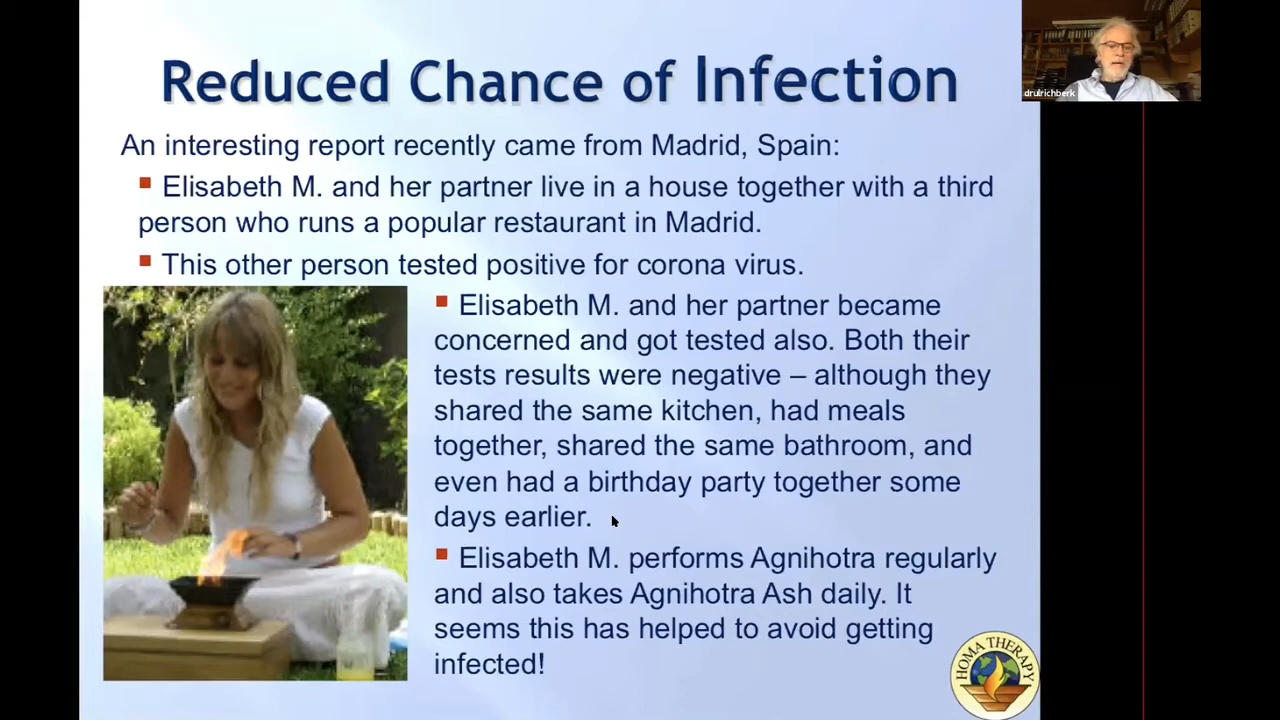 Reduced Chance of Infection
drulrichberk
An interesting report recently came from Madrid, Spain:
Elisabeth M. and her partner live in a house together with a third
person who runs a popular restaurant in Madrid.
This other person tested positive for corona virus.
Elisabeth M. and her partner became
concerned and got tested also. Both their
tests results were negative – although they
shared the same kitchen, had meals
together, shared the same bathroom, and
even had a birthday party together some
days earlier.
Elisabeth M. performs Agnihotra regularly
and also takes Agnihotra Ash daily. It
seems this has helped to avoid getting
infected!
HOMA THERAPY